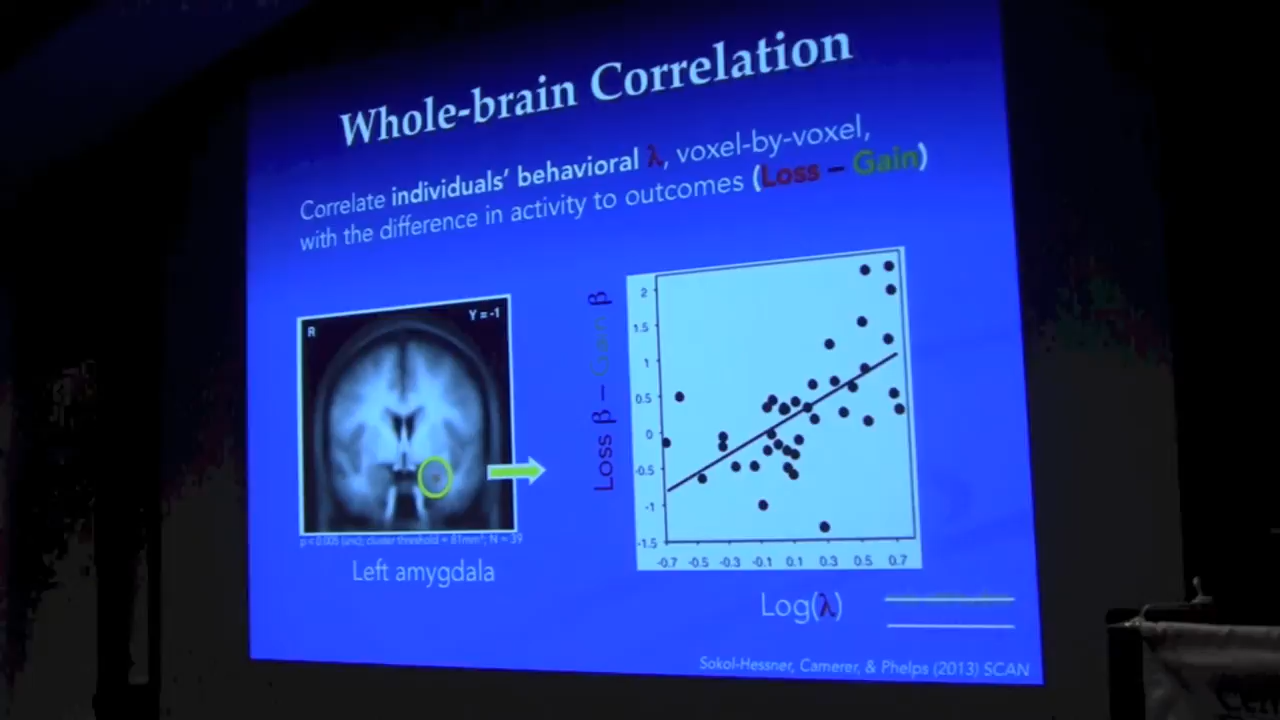 Whole-brain Correlation
Correlate individuals' behavioral λ, voxel-by-voxel,
with the difference in activity to outcomes (Loss – Gain)
R
Y = -1
p < 0.005 (unc); cluster threshold = 81mm³; N = 39
Left amygdala
Loss β – Gain β
2
1.5
1
0.5
0
-0.5
-1
-1.5
-0.7 -0.5 -0.3 -0.1 0.1 0.3 0.5 0.7
Log(λ)
Sokol-Hessner, Camerer, & Phelps (2013) SCAN